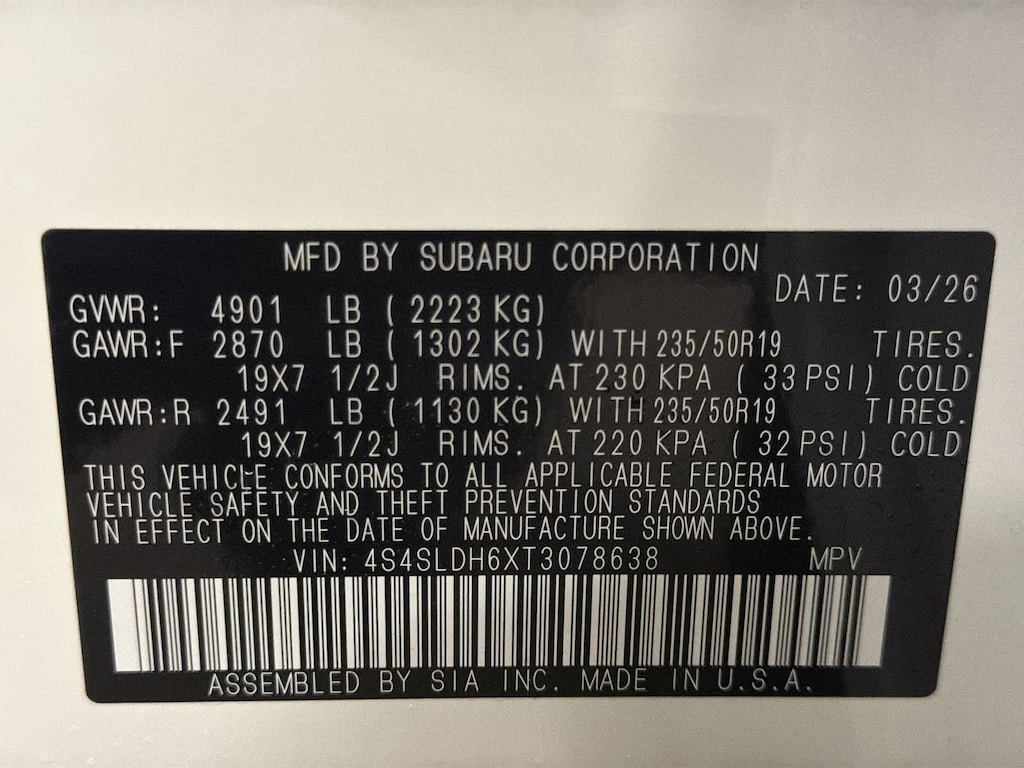 MFD BY SUBARU CORPORATION
DATE: 03/26
GVWR: 4901 LB ( 2223 KG)
GAWR:F 2870 LB ( 1302 KG) WITH 235/50R19 TIRES.
19X7 1/2J RIMS. AT 230 KPA ( 33 PSI) COLD
GAWR:R 2491 LB ( 1130 KG) WITH 235/50R19 TIRES.
19X7 1/2J RIMS. AT 220 KPA ( 32 PSI) COLD
THIS VEHICLE CONFORMS TO ALL APPLICABLE FEDERAL MOTOR
VEHICLE SAFETY AND THEFT PREVENTION STANDARDS
IN EFFECT ON THE DATE OF MANUFACTURE SHOWN ABOVE.
VIN: 4S4SLDH6XT3078638 MPV
ASSEMBLED BY SIA INC. MADE IN U.S.A.